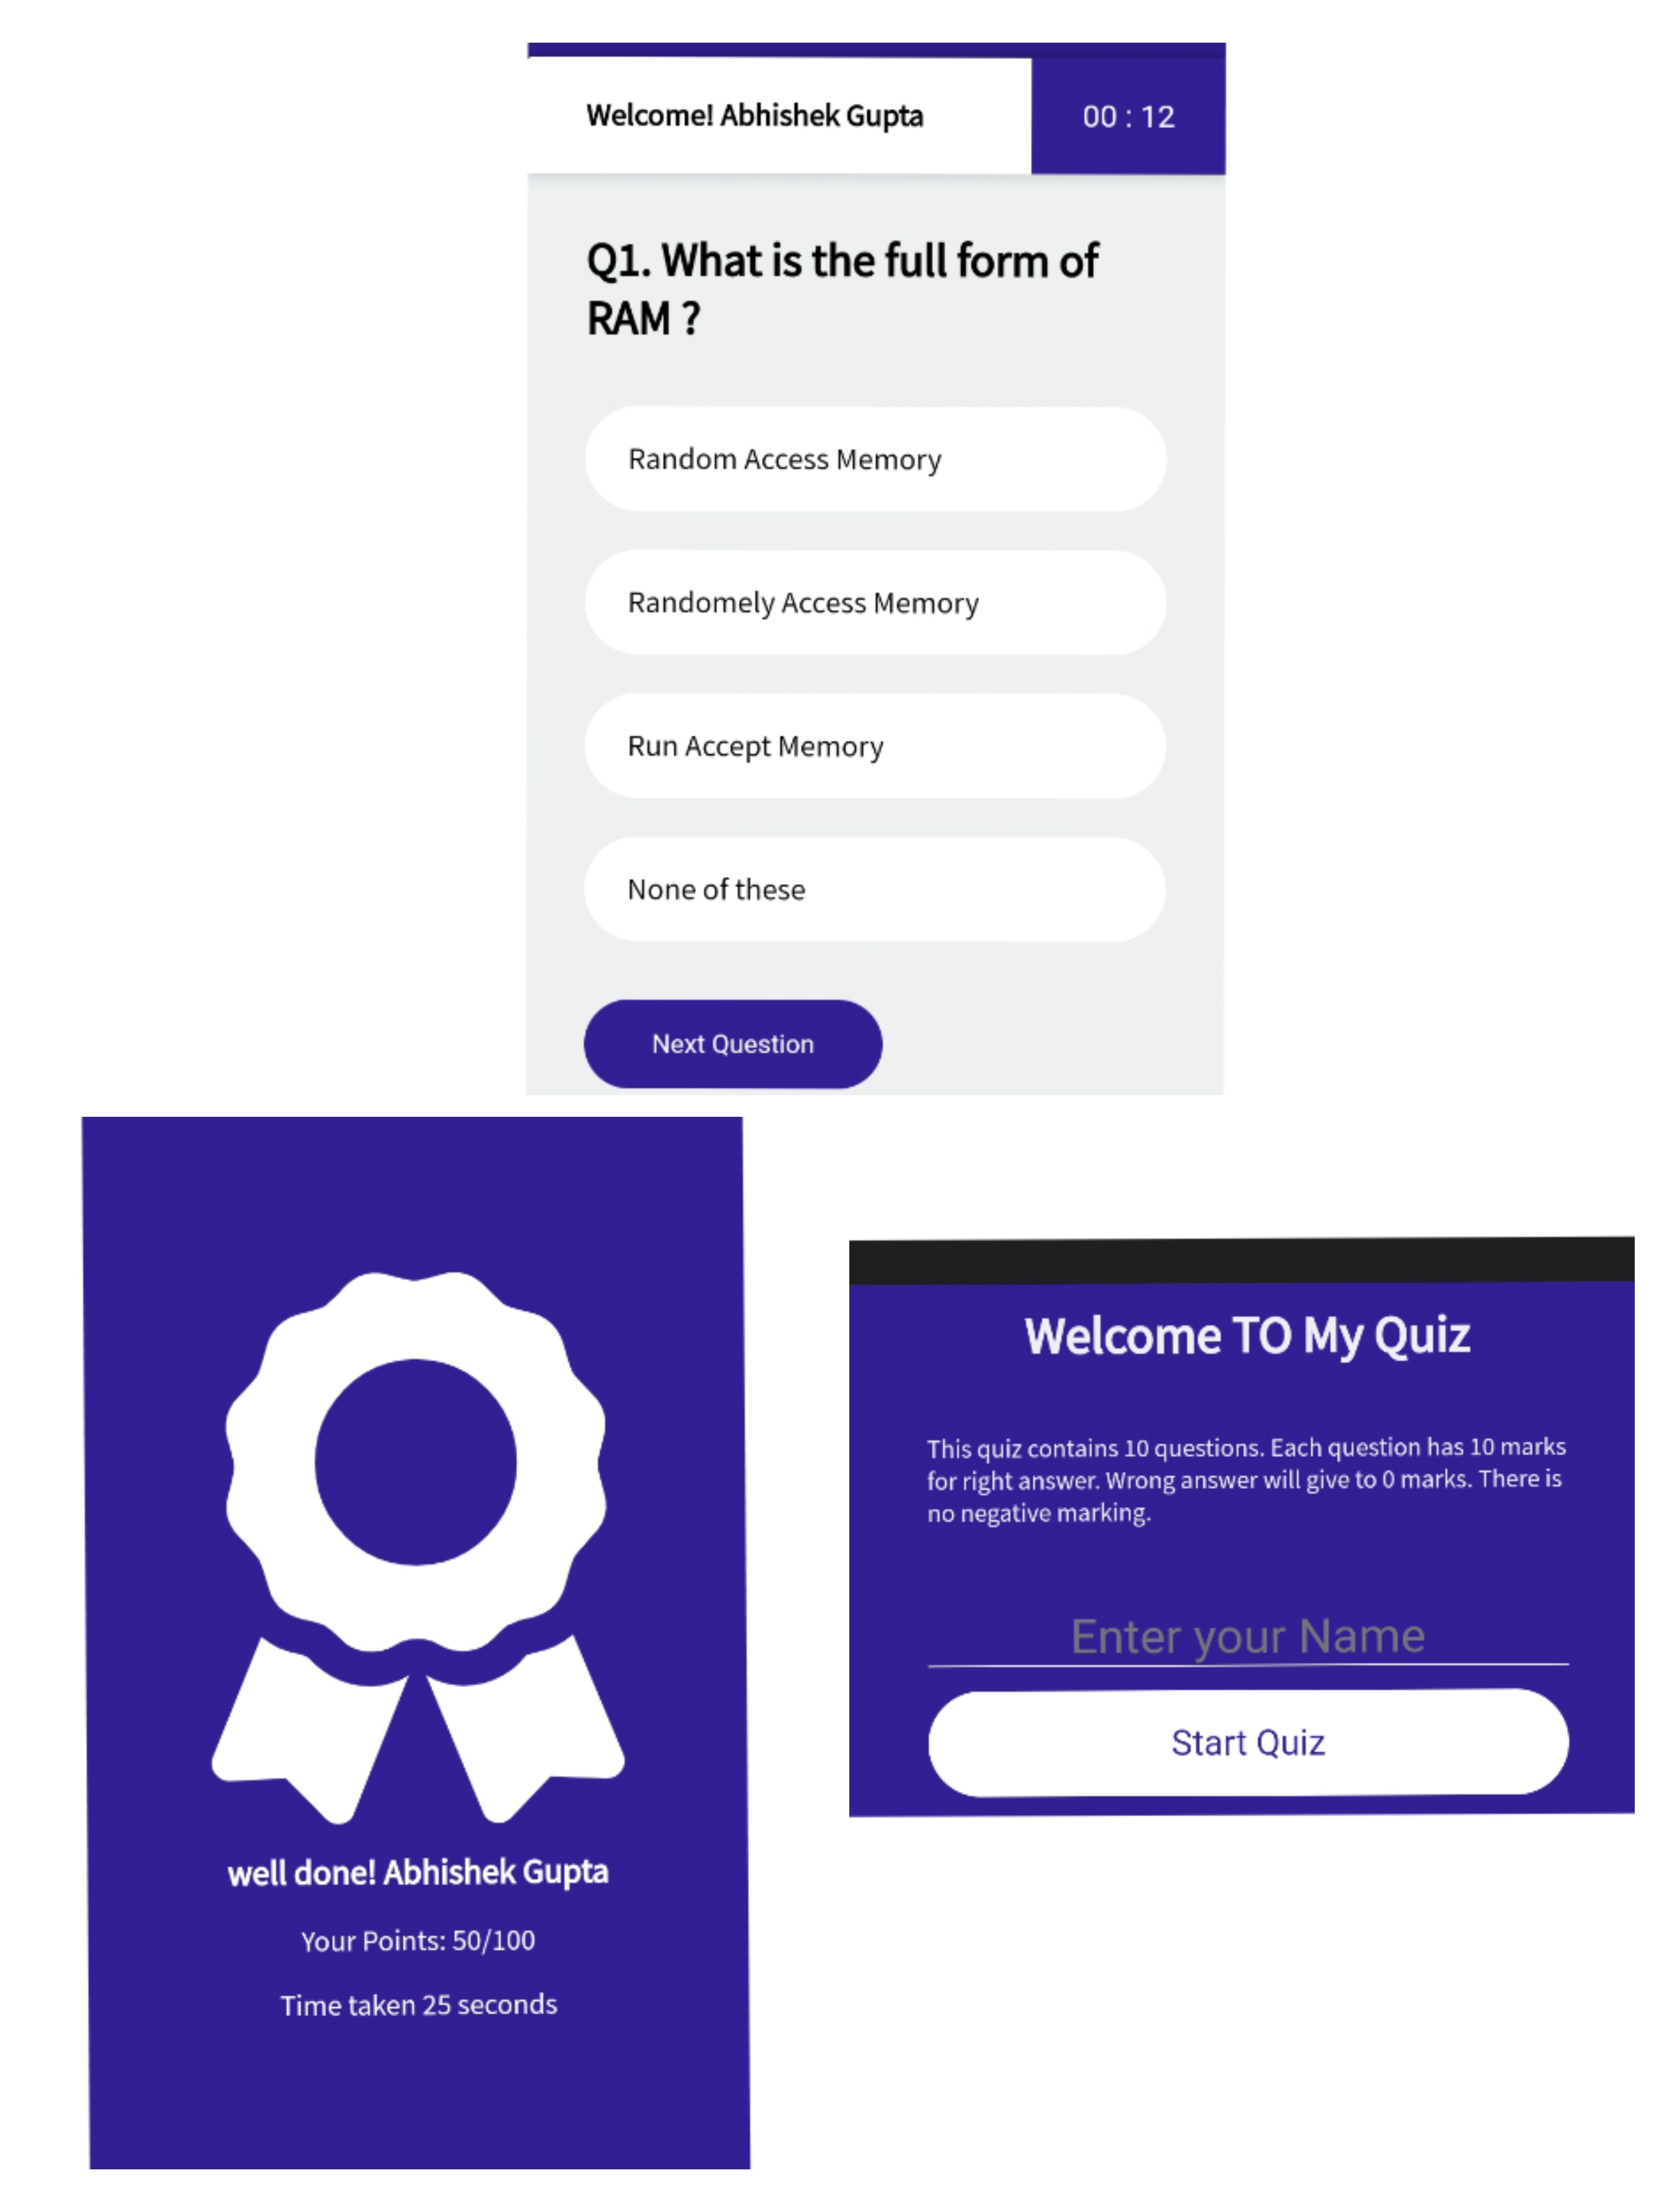 Welcome! Abhishek Gupta
00 : 12
Q1. What is the full form of
RAM ?
Random Access Memory
Randomely Access Memory
Run Accept Memory
None of these
Next Question
well done! Abhishek Gupta
Your Points: 50/100
Time taken 25 seconds
Welcome TO My Quiz
This quiz contains 10 questions. Each question has 10 marks
for right answer. Wrong answer will give to 0 marks. There is
no negative marking.
Enter your Name
Start Quiz